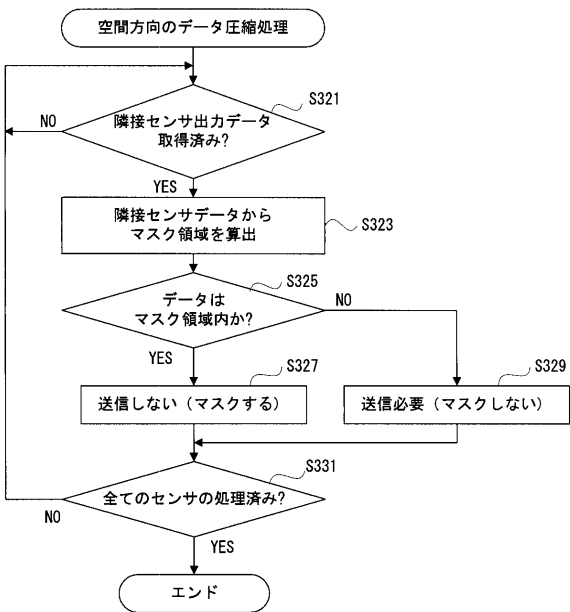 空間方向のデータ圧縮処理
S321
NO
隣接センサ出力データ
取得済み?
YES
隣接センサデータから
マスク領域を算出
S323
S325
データは
マスク領域内か?
NO
YES
S327
S329
送信しない（マスクする）
送信必要（マスクしない）
S331
全てのセンサの処理済み?
NO
YES
エンド